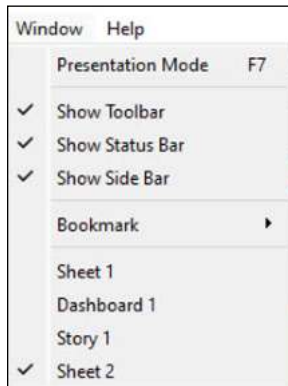 Window Help
Presentation Mode F7
Show Toolbar
Show Status Bar
Show Side Bar
Bookmark
Sheet 1
Dashboard 1
Story 1
Sheet 2